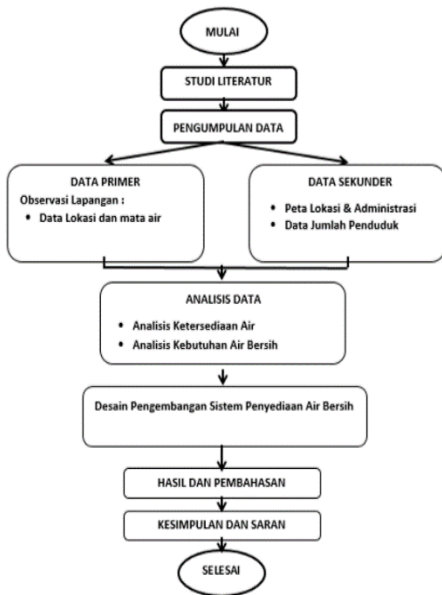 MULAI
STUDI LITERATUR
PENGUMPULAN DATA
DATA PRIMER
Observasi Lapangan :
• Data Lokasi dan mata air
DATA SEKUNDER
• Peta Lokasi & Administrasi
• Data Jumlah Penduduk
ANALISIS DATA
• Analisis Ketersediaan Air
• Analisis Kebutuhan Air Bersih
Desain Pengembangan Sistem Penyediaan Air Bersih
HASIL DAN PEMBAHASAN
KESIMPULAN DAN SARAN
SELESAI